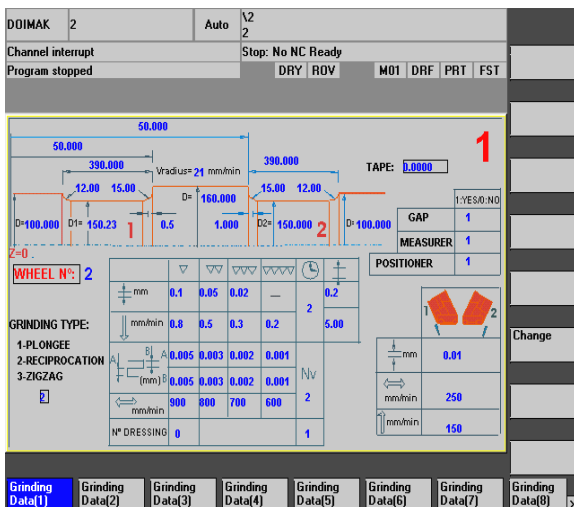 DOIMAK 2 Auto \2
2
Channel interrupt Stop: No NC Ready
Program stopped DRY ROV M01 DRF PRT FST
50.000
50.000
390.000 Vradius= 21 mm/min 390.000 TAPE: 0.0000 1
12.00 15.00 D= 160.000 15.00 12.00
1:YES/0:NO
D=100.000 D1= 150.23 1 0.5 1.000 D2= 150.000 2 D=100.000 GAP 1
MEASURER 1
Z=0 .
POSITIONER 1
WHEEL Nº: 2
mm 0.1 0.05 0.02 — 2 0.2
1 2
GRINDING TYPE: mm/min 0.8 0.5 0.3 0.2 5.00
Change
1-PLONGEE
2-RECIPROCATION
3-ZIGZAG
2
A B A 0.005 0.003 0.002 0.001 Nv
mm 0.01
(mm) B 0.005 0.003 0.002 0.001 2
mm/min 250
mm/min 900 800 700 600
mm/min 150
Nº DRESSING 0 1
Grinding Data(1) Grinding Data(2) Grinding Data(3) Grinding Data(4) Grinding Data(5) Grinding Data(6) Grinding Data(7) Grinding Data(8) >